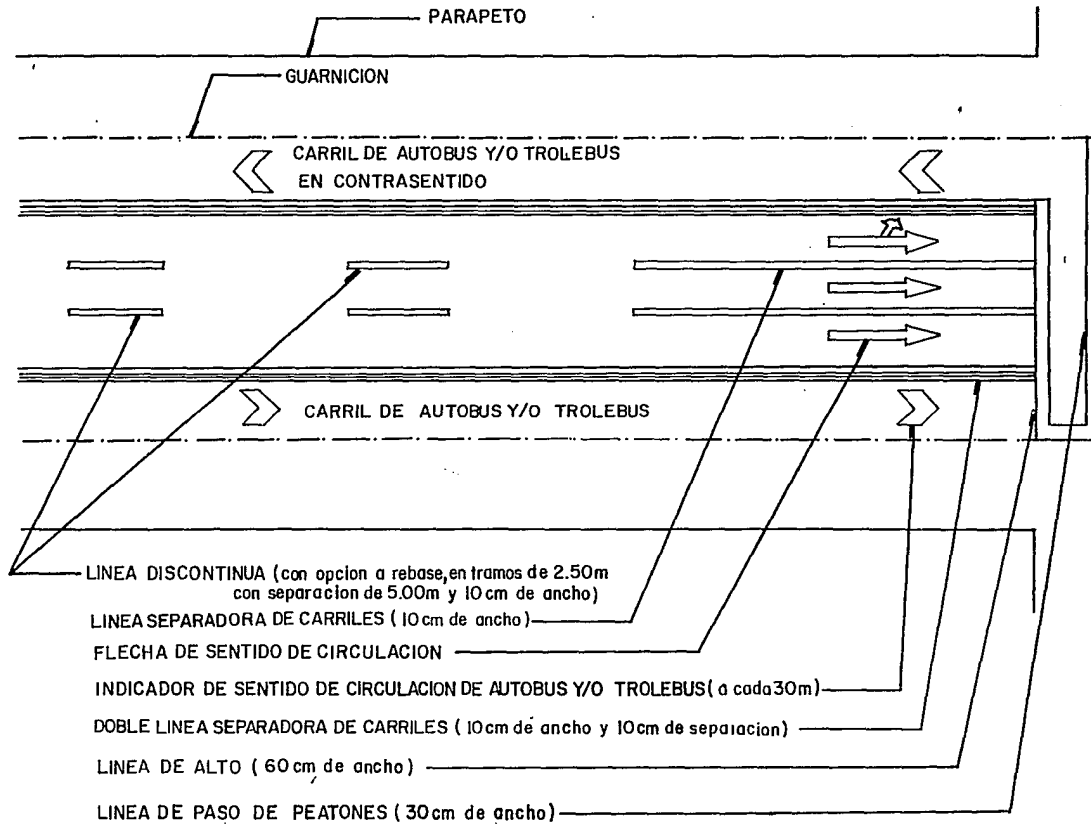 PARAPETO
GUARNICION
CARRIL DE AUTOBUS Y/O TROLEBUS
EN CONTRASENTIDO
CARRIL DE AUTOBUS Y/O TROLEBUS
LINEA DISCONTINUA (con opcion a rebase, en tramos de 2.50m
con separacion de 5.00m y 10cm de ancho)
LINEA SEPARADORA DE CARRILES (10cm de ancho)
FLECHA DE SENTIDO DE CIRCULACION
INDICADOR DE SENTIDO DE CIRCULACION DE AUTOBUS Y/O TROLEBUS (a cada 30m)
DOBLE LINEA SEPARADORA DE CARRILES (10cm de ancho y 10cm de separacion)
LINEA DE ALTO (60cm de ancho)
LINEA DE PASO DE PEATONES (30cm de ancho)